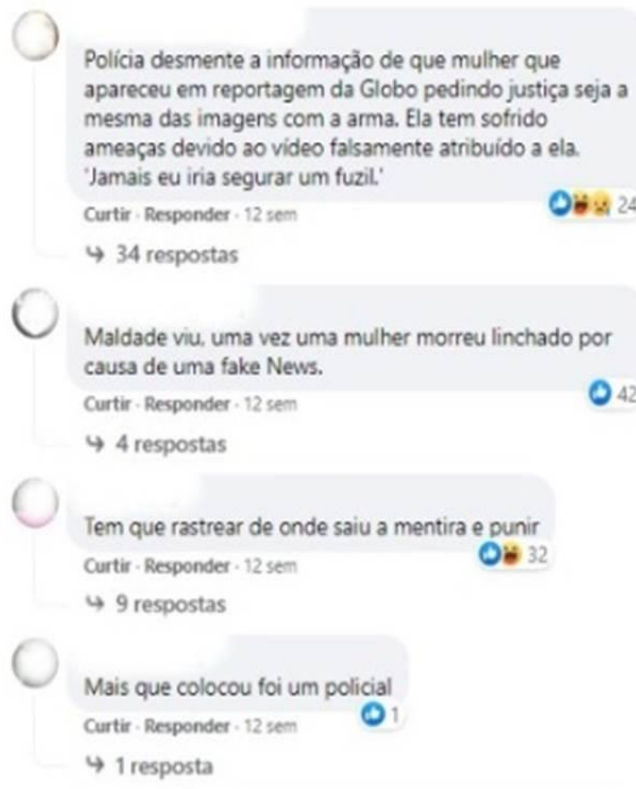 Polícia desmente a informação de que mulher que
apareceu em reportagem da Globo pedindo justiça seja a
mesma das imagens com a arma. Ela tem sofrido
ameaças devido ao vídeo falsamente atribuído a ela.
'Jamais eu iria segurar um fuzil.'
Curtir · Responder · 12 sem
24
34 respostas
Maldade viu, uma vez uma mulher morreu linchado por
causa de uma fake News.
42
Curtir · Responder · 12 sem
4 respostas
Tem que rastrear de onde saiu a mentira e punir
Curtir · Responder · 12 sem
32
9 respostas
Mais que colocou foi um policial
Curtir · Responder · 12 sem
1
1 resposta